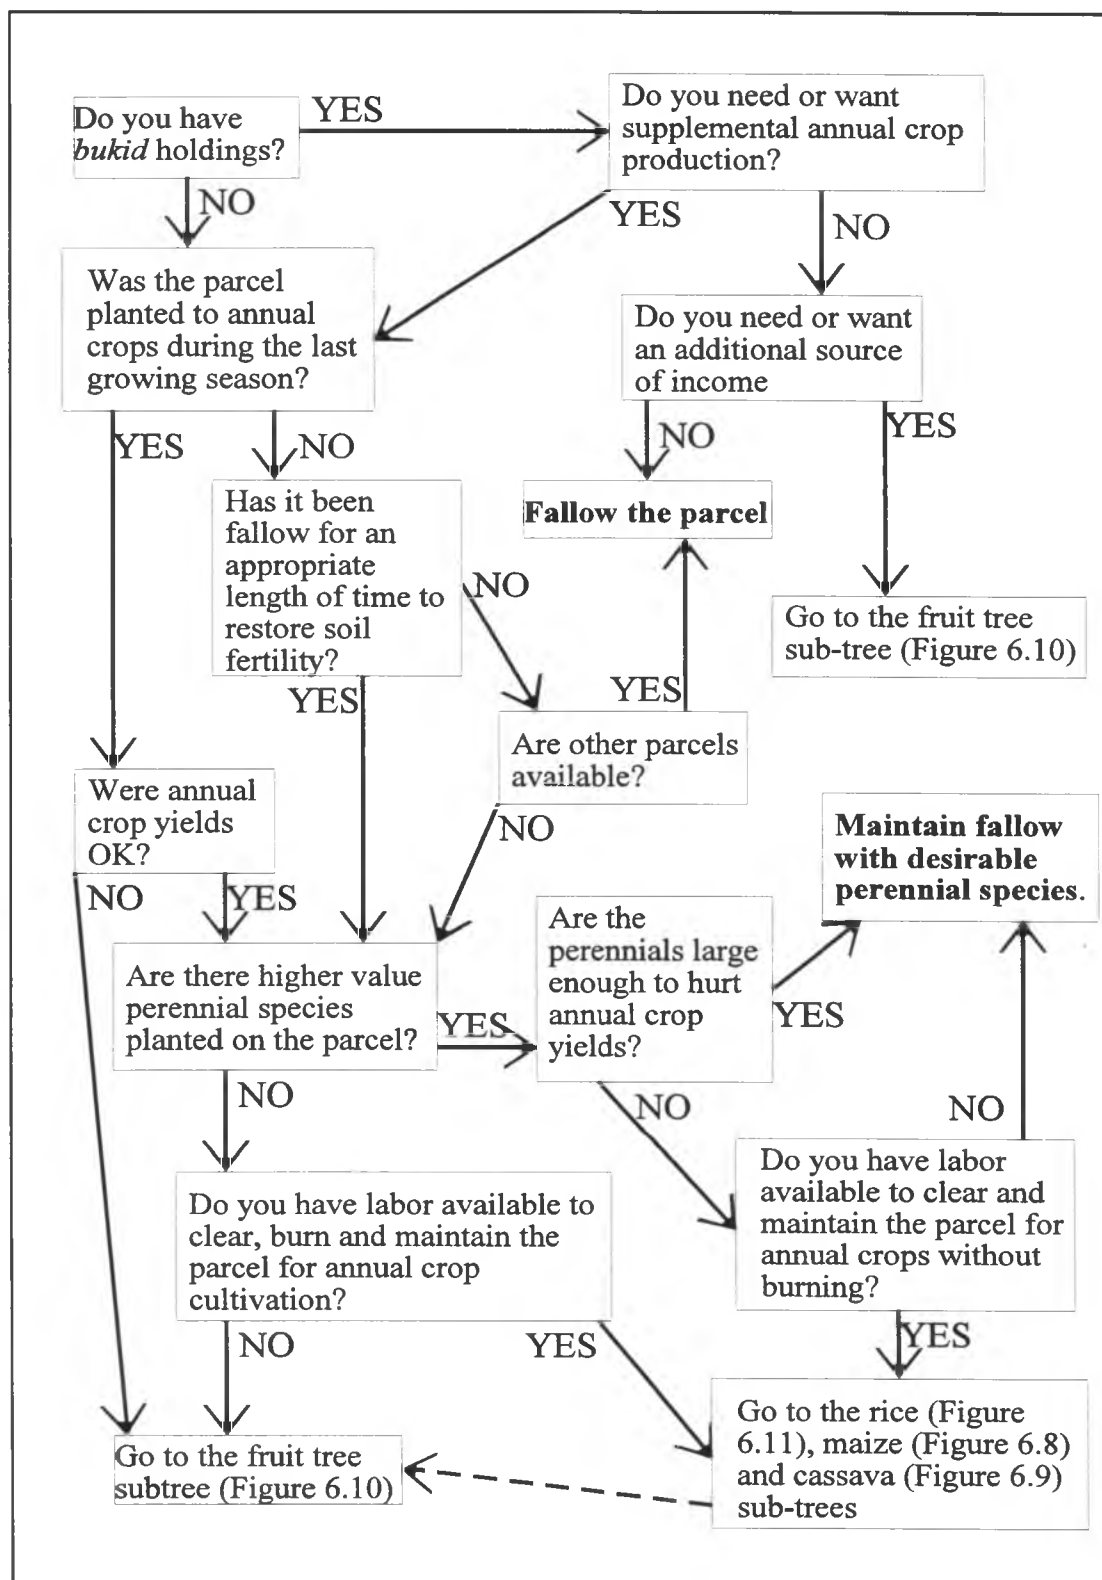 Do you have
bukid holdings?
YES
Do you need or want
supplemental annual crop
production?
NO
YES
NO
Was the parcel
planted to annual
crops during the last
growing season?
Do you need or want
an additional source
of income
YES
NO
NO
YES
Has it been
fallow for an
appropriate
length of time to
restore soil
fertility?
Fallow the parcel
NO
Go to the fruit tree
sub-tree (Figure 6.10)
YES
YES
Are other parcels
available?
Were annual
crop yields
OK?
NO
Maintain fallow
with desirable
perennial species.
NO
YES
Are the
perennials large
enough to hurt
annual crop
yields?
Are there higher value
perennial species
planted on the parcel?
YES
YES
NO
NO
NO
Do you have labor available to
clear, burn and maintain the
parcel for annual crop
cultivation?
Do you have labor
available to clear and
maintain the parcel for
annual crops without
burning?
NO
YES
YES
Go to the fruit tree
subtree (Figure 6.10)
Go to the rice (Figure
6.11), maize (Figure 6.8)
and cassava (Figure 6.9)
sub-trees